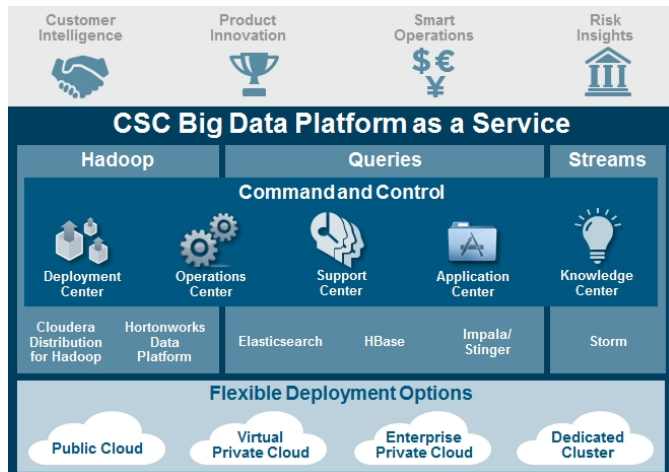 Customer
Intelligence
Product
Innovation
Smart
Operations
Risk
Insights
$ €
¥
CSC Big Data Platform as a Service
Hadoop
Queries
Streams
Command and Control
Deployment
Center
Operations
Center
Support
Center
Application
Center
Knowledge
Center
Cloudera
Distribution
for Hadoop
Hortonworks
Data
Platform
Elasticsearch
HBase
Impala/
Stinger
Storm
Flexible Deployment Options
Public Cloud
Virtual
Private Cloud
Enterprise
Private Cloud
Dedicated
Cluster